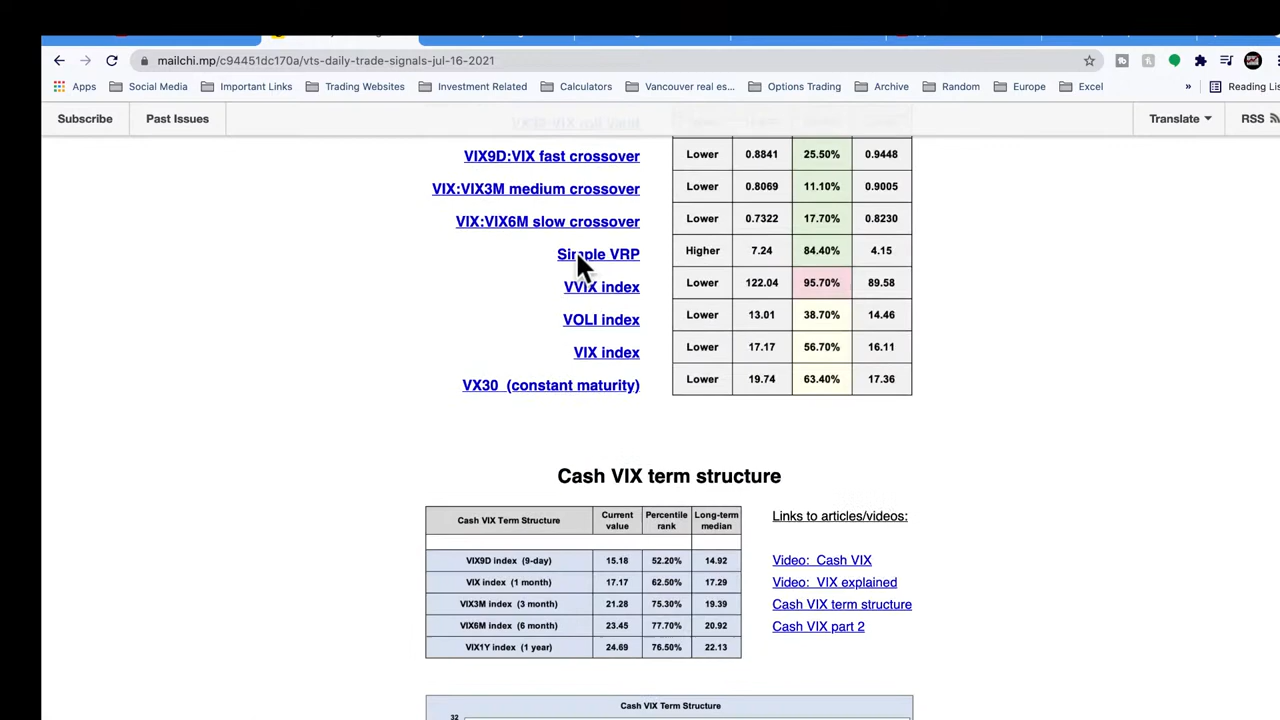 mailchi.mp/c94451dc170a/vts-daily-trade-signals-jul-16-2021
Apps Social Media Important Links Trading Websites Investment Related Calculators Vancouver real es... Options Trading Archive Random Europe Excel » Reading Lis
Subscribe Past Issues Translate RSS
VIX9D:VIX fast crossover Lower 0.8841 25.50% 0.9448
VIX:VIX3M medium crossover Lower 0.8069 11.10% 0.9005
VIX:VIX6M slow crossover Lower 0.7322 17.70% 0.8230
Simple VRP Higher 7.24 84.40% 4.15
VVIX index Lower 122.04 95.70% 89.58
VOLI index Lower 13.01 38.70% 14.46
VIX index Lower 17.17 56.70% 16.11
VX30 (constant maturity) Lower 19.74 63.40% 17.36
Cash VIX term structure
Cash VIX Term Structure Current value Percentile rank Long-term median
VIX9D index (9-day) 15.18 52.20% 14.92
VIX index (1 month) 17.17 62.50% 17.29
VIX3M index (3 month) 21.28 75.30% 19.39
VIX6M index (6 month) 23.45 77.70% 20.92
VIX1Y index (1 year) 24.69 76.50% 22.13
Links to articles/videos:
Video: Cash VIX
Video: VIX explained
Cash VIX term structure
Cash VIX part 2
Cash VIX Term Structure
32